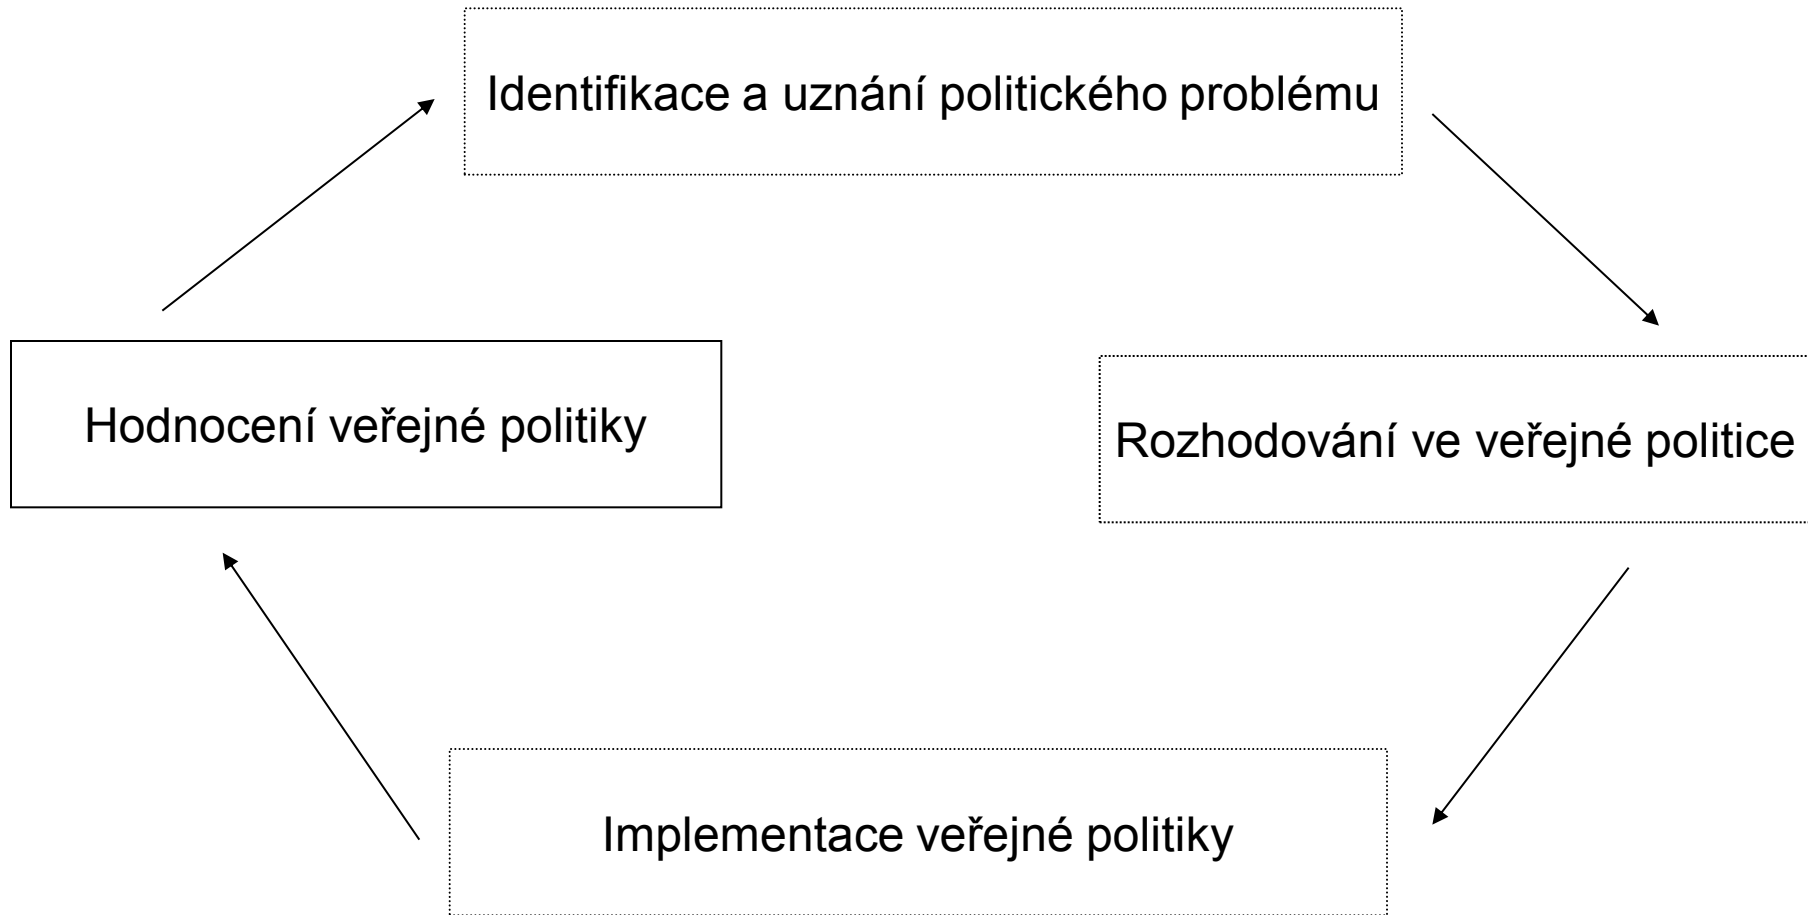 Identifikace a uznání politického problému
Hodnocení veřejné politiky
Rozhodování ve veřejné politice
Implementace veřejné politiky